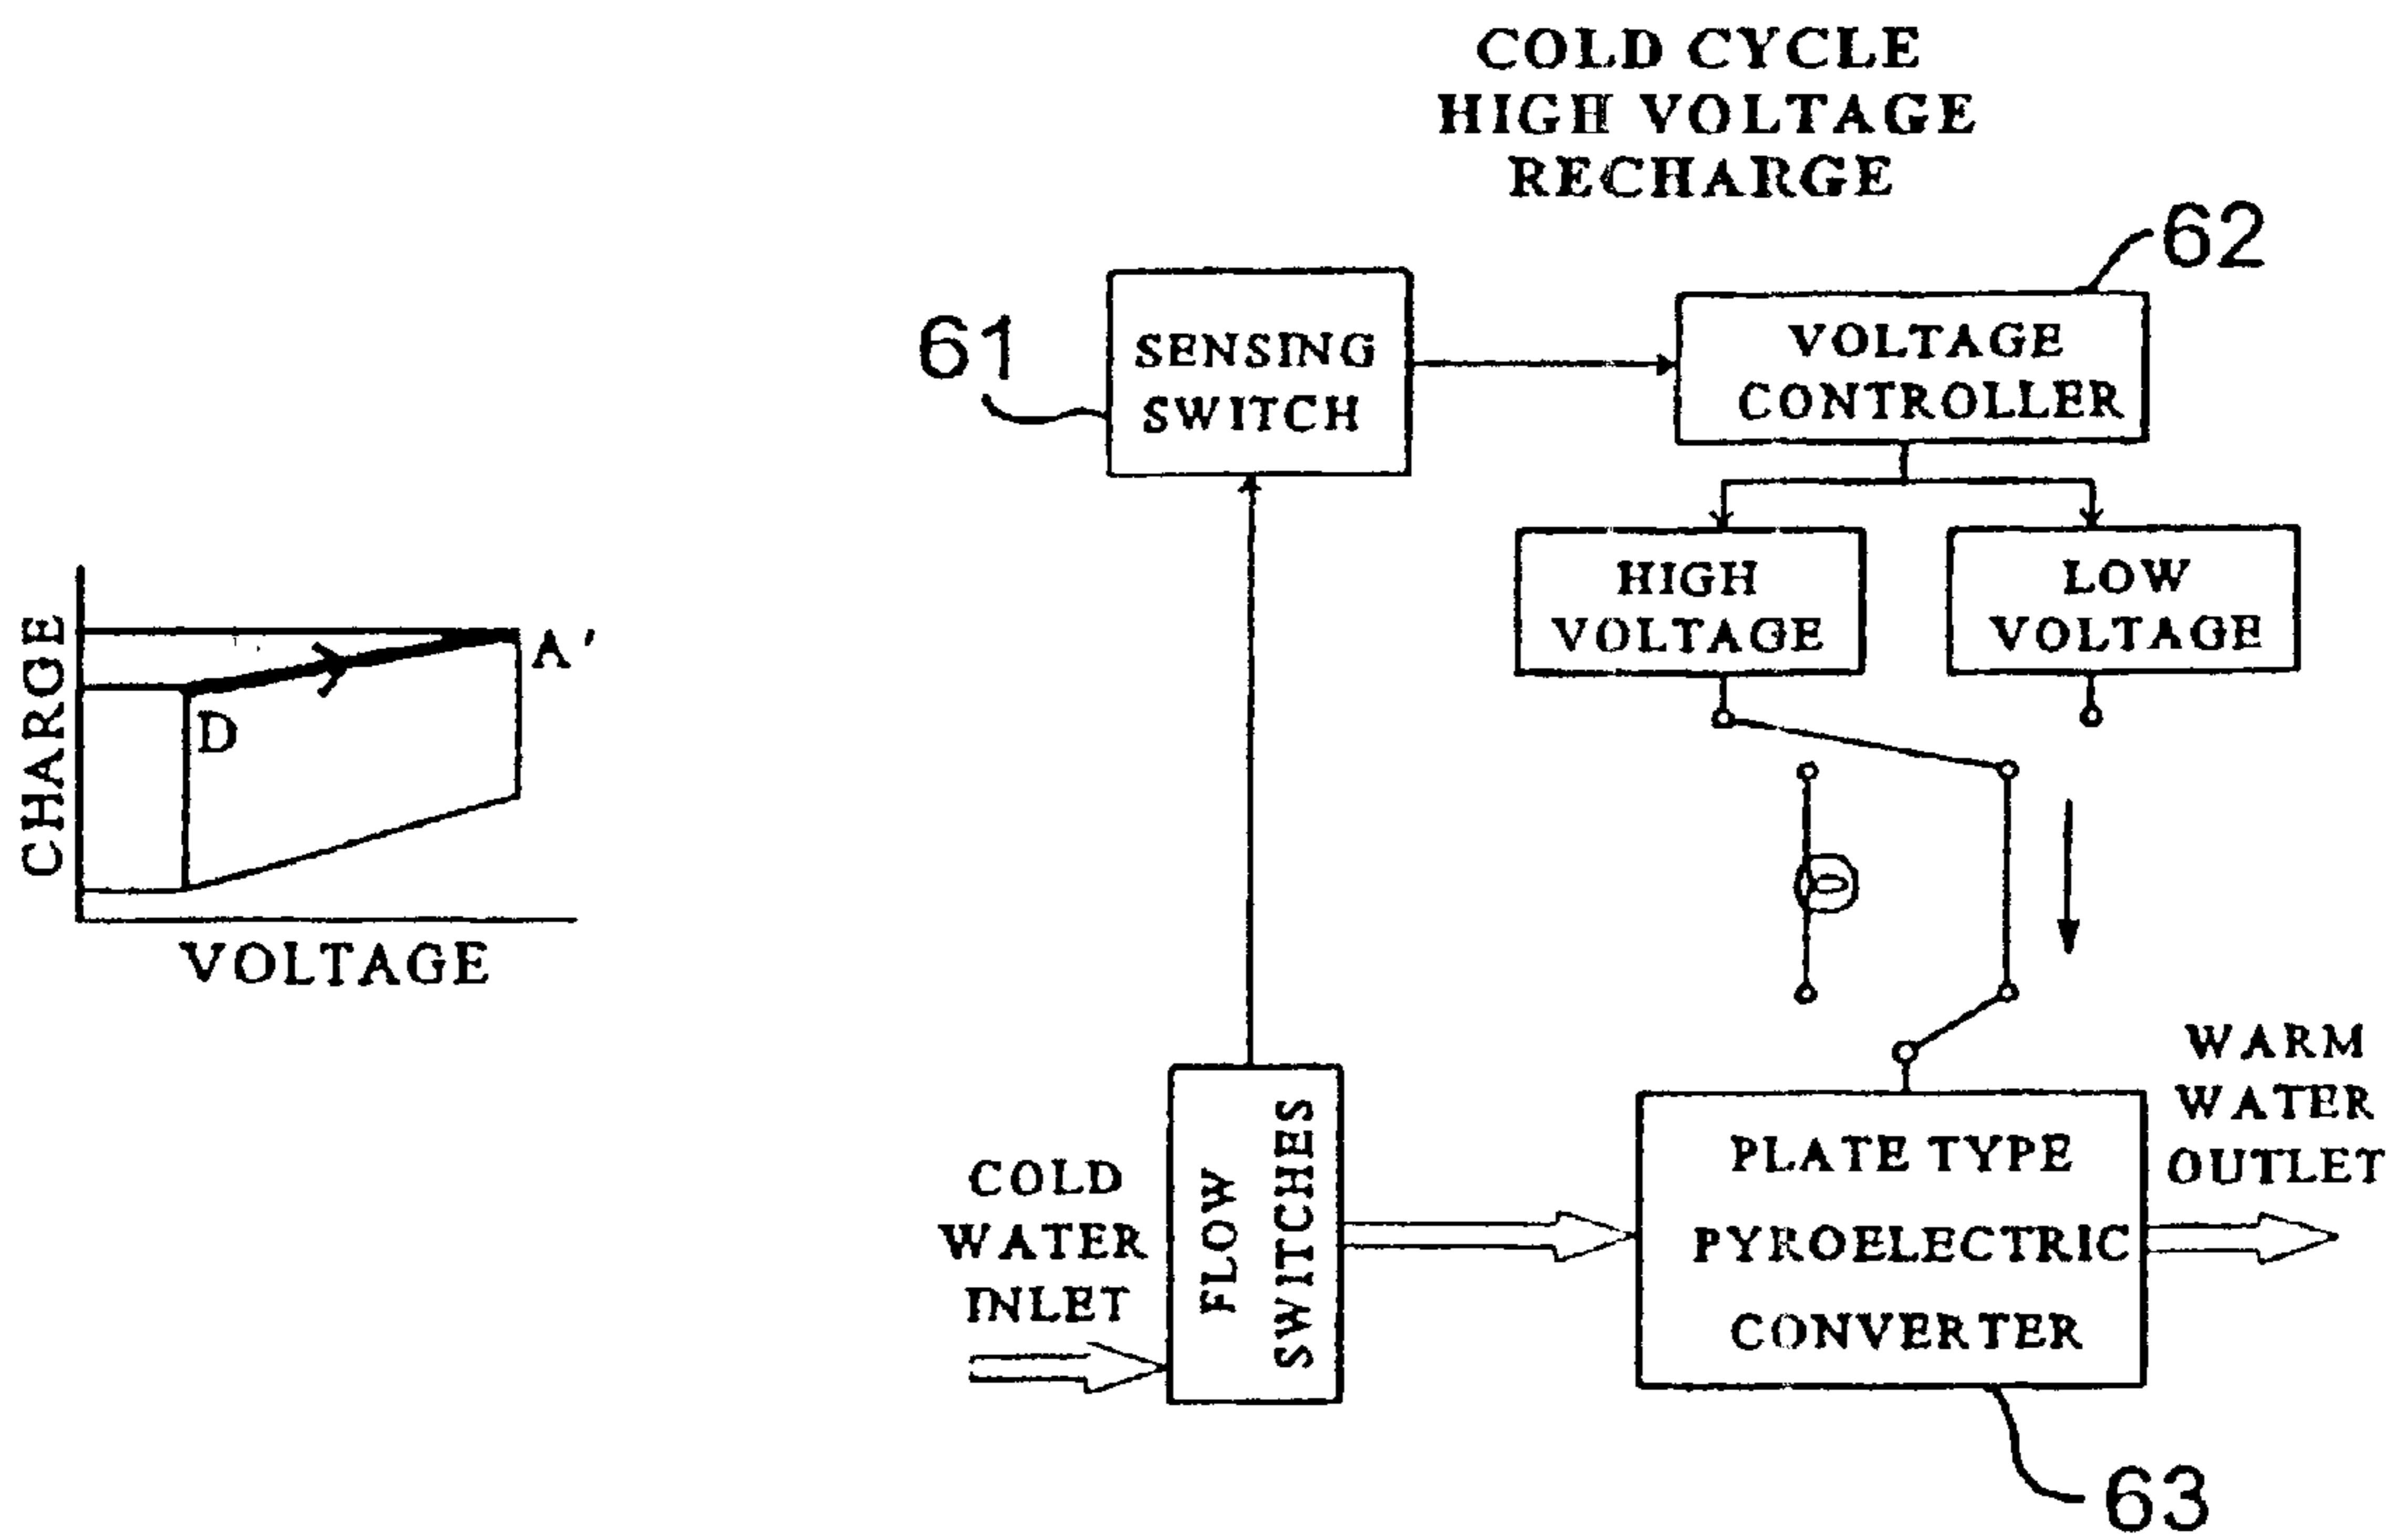 COLD CYCLE
HIGH VOLTAGE
RECHARGE
62
61
SENSING
SWITCH
VOLTAGE
CONTROLLER
HIGH
VOLTAGE
LOW
VOLTAGE
CHARGE
A'
D
VOLTAGE
COLD
WATER
INLET
FLOW
SWITCHES
PLATE TYPE
PYROELECTRIC
CONVERTER
WARM
WATER
OUTLET
63